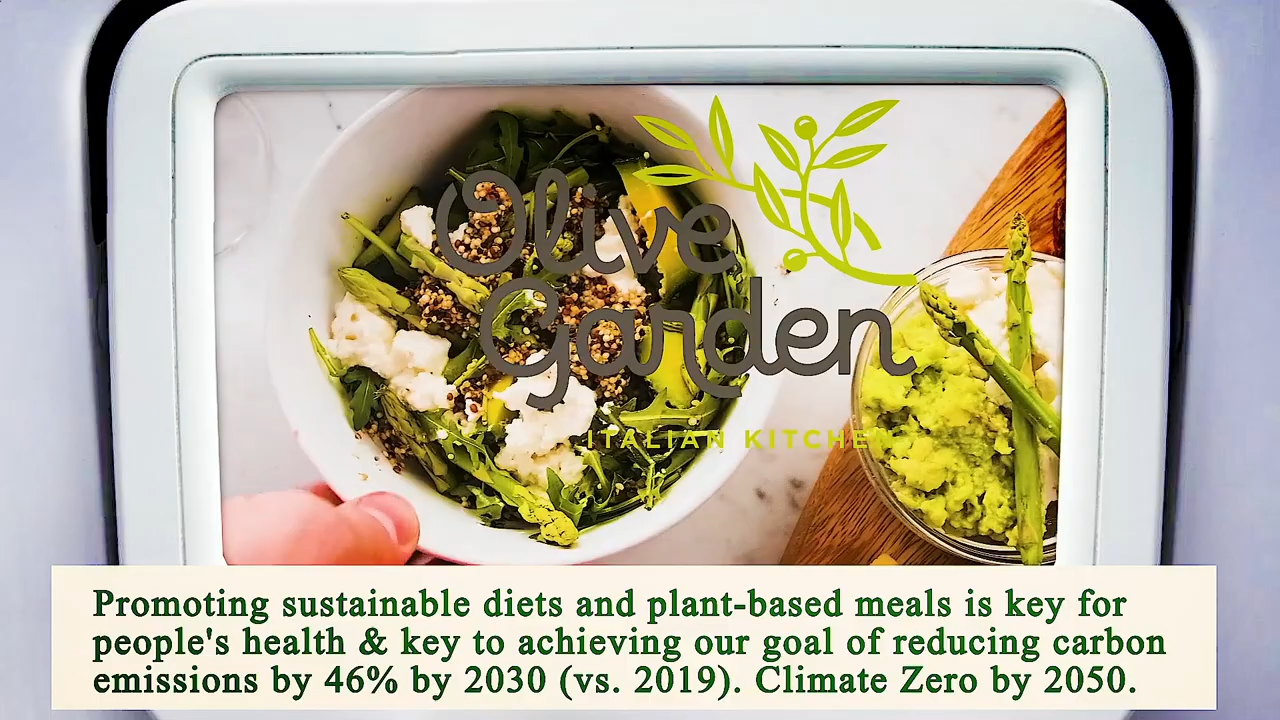 Olive
Garden
ITALIAN KITCHEN
Promoting sustainable diets and plant-based meals is key for
people's health & key to achieving our goal of reducing carbon
emissions by 46% by 2030 (vs. 2019). Climate Zero by 2050.